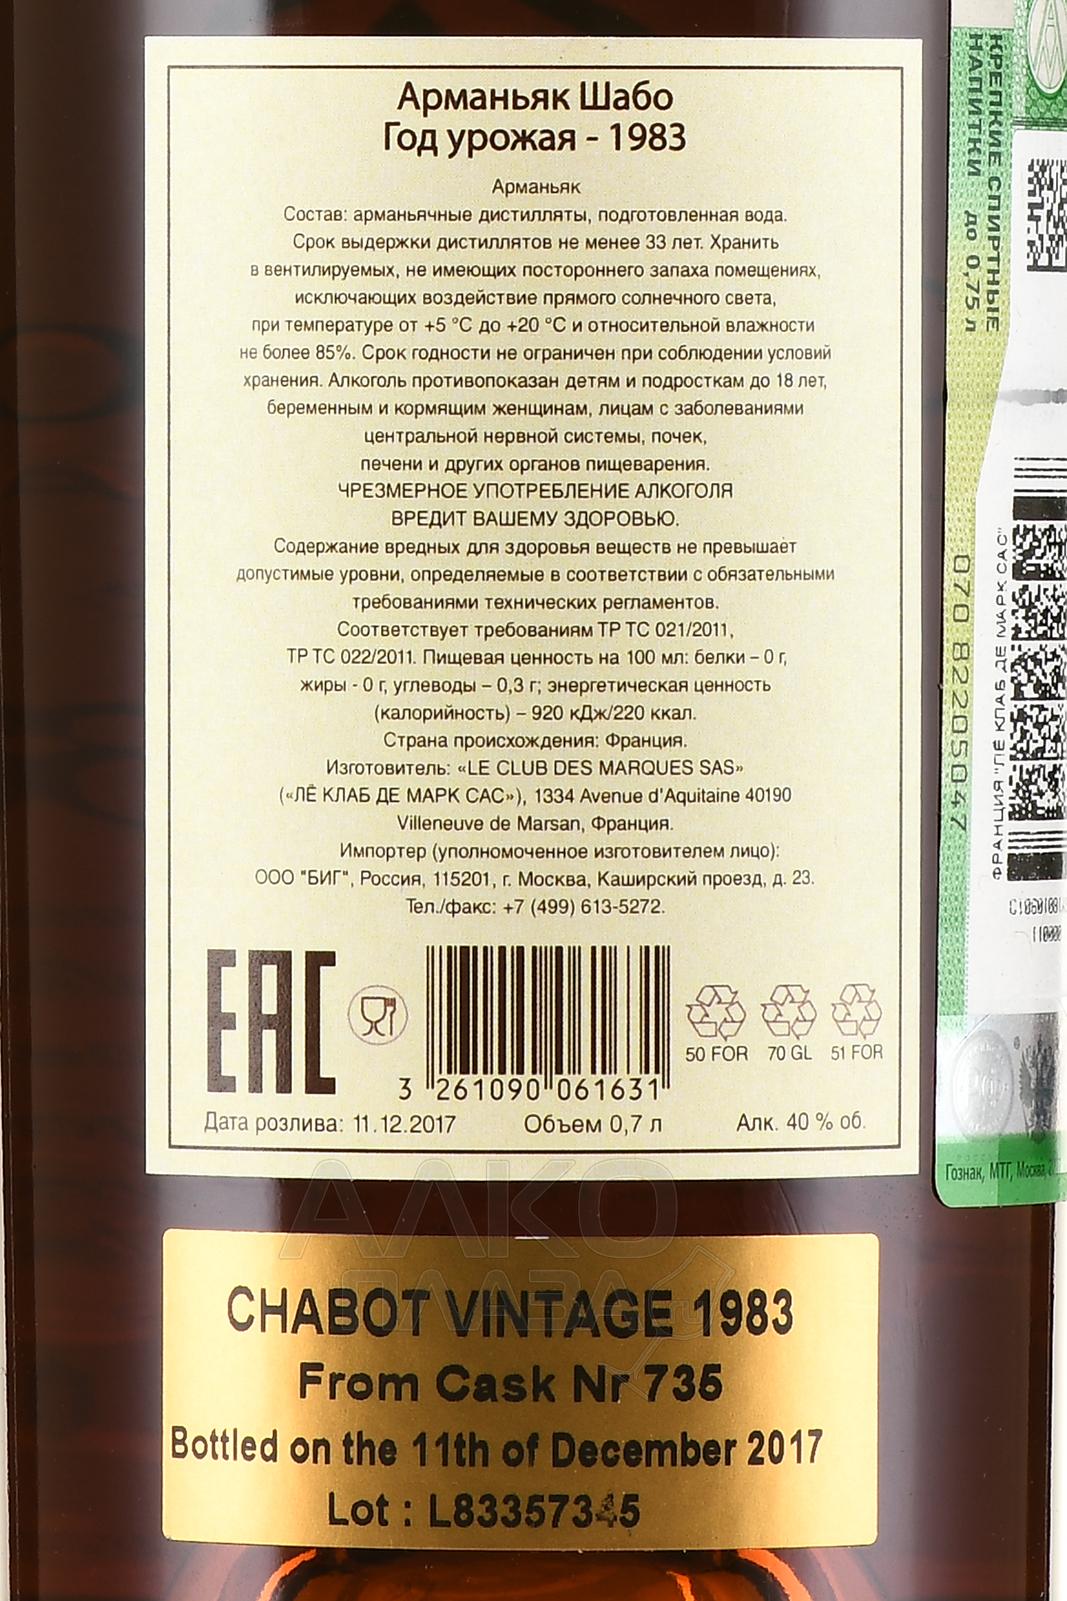 Арманьяк Шабо
Год урожая - 1983
Арманьяк
Состав: арманьячные дистилляты, подготовленная вода.
Срок выдержки дистиллятов не менее 33 лет. Хранить
в вентилируемых, не имеющих постороннего запаха помещениях,
исключающих воздействие прямого солнечного света,
при температуре от +5 °C до +20 °C и относительной влажности
не более 85%. Срок годности не ограничен при соблюдении условий
хранения. Алкоголь противопоказан детям и подросткам до 18 лет,
беременным и кормящим женщинам, лицам с заболеваниями
центральной нервной системы, почек,
печени и других органов пищеварения.
ЧРЕЗМЕРНОЕ УПОТРЕБЛЕНИЕ АЛКОГОЛЯ
ВРЕДИТ ВАШЕМУ ЗДОРОВЬЮ.
Содержание вредных для здоровья веществ не превышает
допустимые уровни, определяемые в соответствии с обязательными
требованиями технических регламентов.
Соответствует требованиям ТР ТС 021/2011,
ТР ТС 022/2011. Пищевая ценность на 100 мл: белки – 0 г,
жиры - 0 г, углеводы – 0,3 г; энергетическая ценность
(калорийность) – 920 кДж/220 ккал.
Страна происхождения: Франция.
Изготовитель: «LE CLUB DES MARQUES SAS»
(«ЛЁ КЛАБ ДЕ МАРК САС»), 1334 Avenue d'Aquitaine 40190
Villeneuve de Marsan, Франция.
Импортер (уполномоченное изготовителем лицо):
ООО "БИГ", Россия, 115201, г. Москва, Каширский проезд, д. 23.
Тел./факс: +7 (499) 613-5272.
EAC
50 FOR 70 GL 51 FOR
3 261090 061631
Дата розлива: 11.12.2017 Объем 0,7 л Алк. 40 % об.
CHABOT VINTAGE 1983
From Cask Nr 735
Bottled on the 11th of December 2017
Lot : L83357345
КРЕПКИЕ СПИРТНЫЕ
НАПИТКИ до 0,75 л
070 82205047
ФРАНЦИЯ "ЛЁ КЛАБ ДЕ МАРК САС"
Гознак, МТГ, Москва,
АЛКО
ПЛАЗА